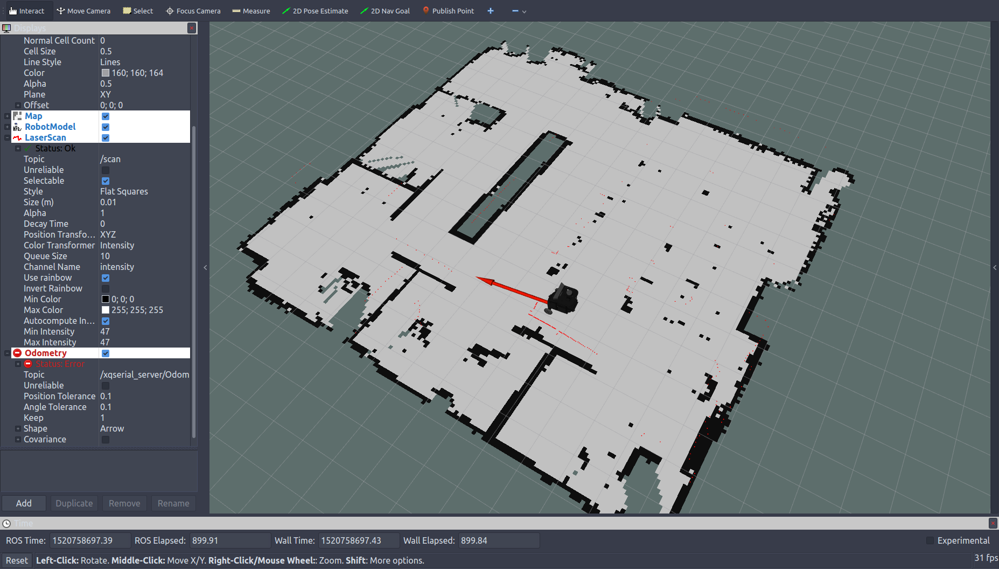 Interact Move Camera Select Focus Camera Measure 2D Pose Estimate 2D Nav Goal Publish Point
Displays
Normal Cell Count 0
Cell Size 0.5
Line Style Lines
Color 160; 160; 164
Alpha 0.5
Plane XY
Offset 0; 0; 0
Map
RobotModel
LaserScan
Status: Ok
Topic /scan
Unreliable
Selectable
Style Flat Squares
Size (m) 0.01
Alpha 1
Decay Time 0
Position Transfo... XYZ
Color Transformer Intensity
Queue Size 10
Channel Name intensity
Use rainbow
Invert Rainbow
Min Color 0; 0; 0
Max Color 255; 255; 255
Autocompute In...
Min Intensity 47
Max Intensity 47
Odometry
Status: Error
Topic /xqserial_server/Odom
Unreliable
Position Tolerance 0.1
Angle Tolerance 0.1
Keep 1
Shape Arrow
Covariance
Add Duplicate Remove Rename
Time
ROS Time: 1520758697.39 ROS Elapsed: 899.91 Wall Time: 1520758697.43 Wall Elapsed: 899.84 Experimental
Reset Left-Click: Rotate. Middle-Click: Move X/Y. Right-Click/Mouse Wheel:: Zoom. Shift: More options. 31 fps